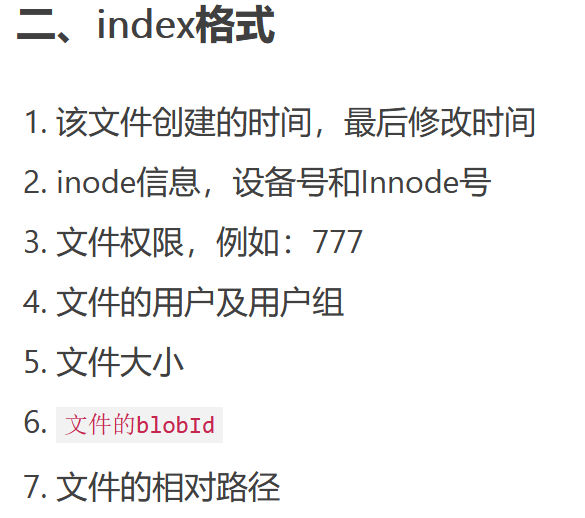 二、index格式
1. 该文件创建的时间，最后修改时间
2. inode信息，设备号和Innode号
3. 文件权限，例如：777
4. 文件的用户及用户组
5. 文件大小
6. 文件的blobId
7. 文件的相对路径